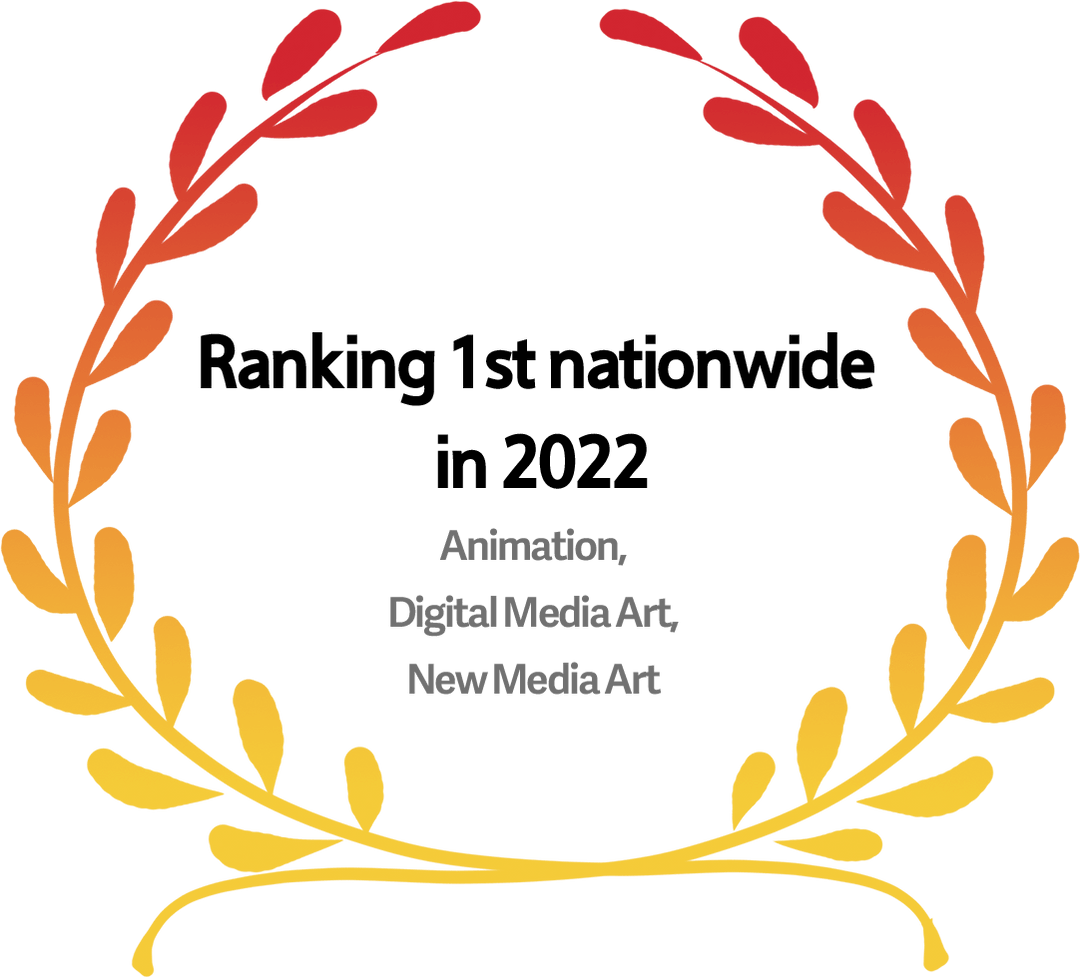 Ranking 1st nationwide
in 2022
Animation,
Digital Media Art,
New Media Art